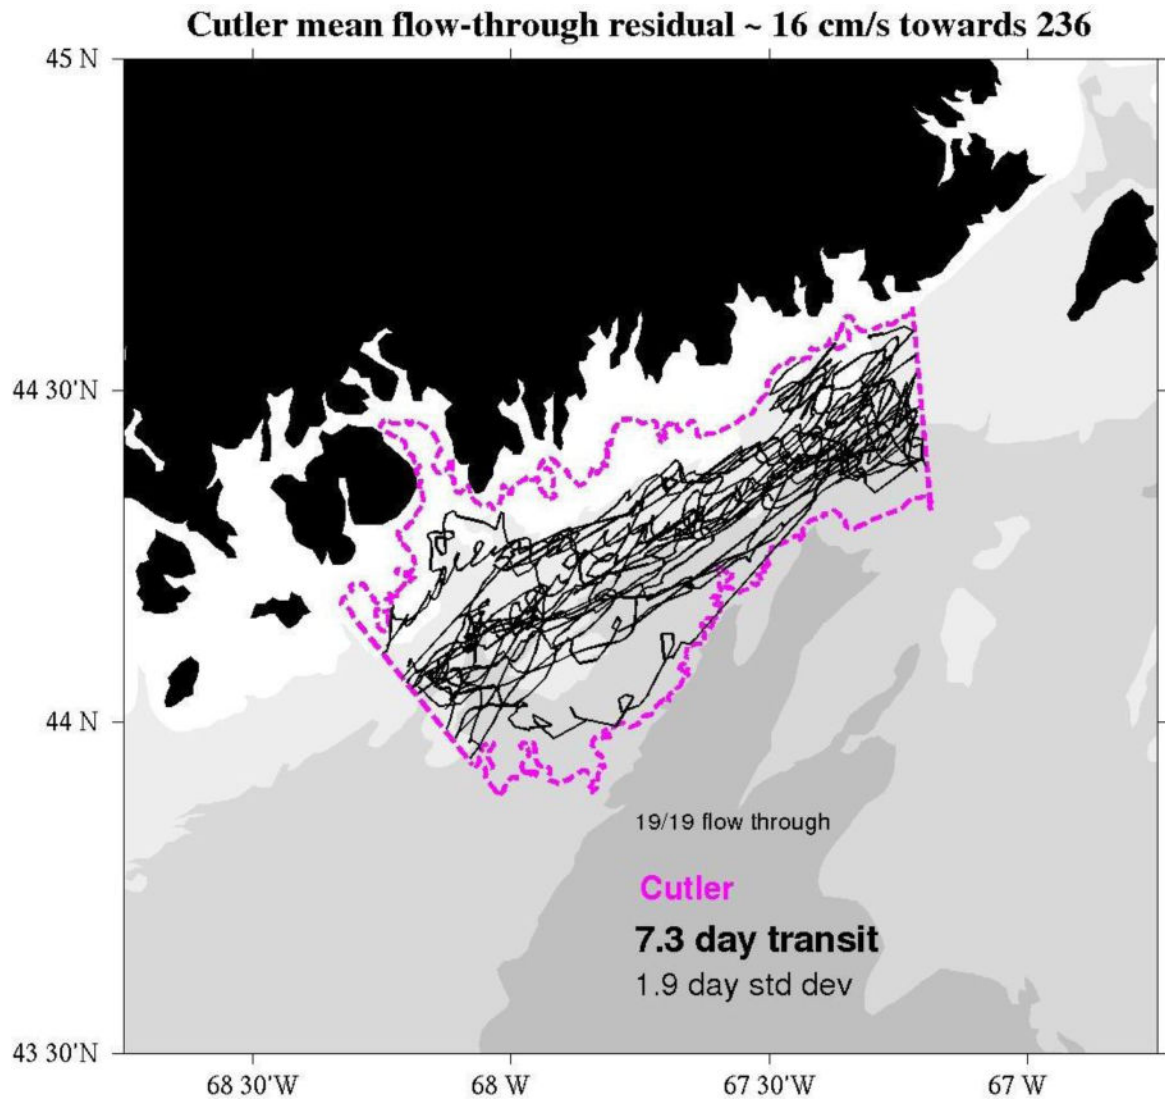 Cutler mean flow-through residual ~ 16 cm/s towards 236
45 N
44 30'N
44 N
43 30'N
19/19 flow through
Cutler
7.3 day transit
1.9 day std dev
68 30'W
68 W
67 30'W
67 W